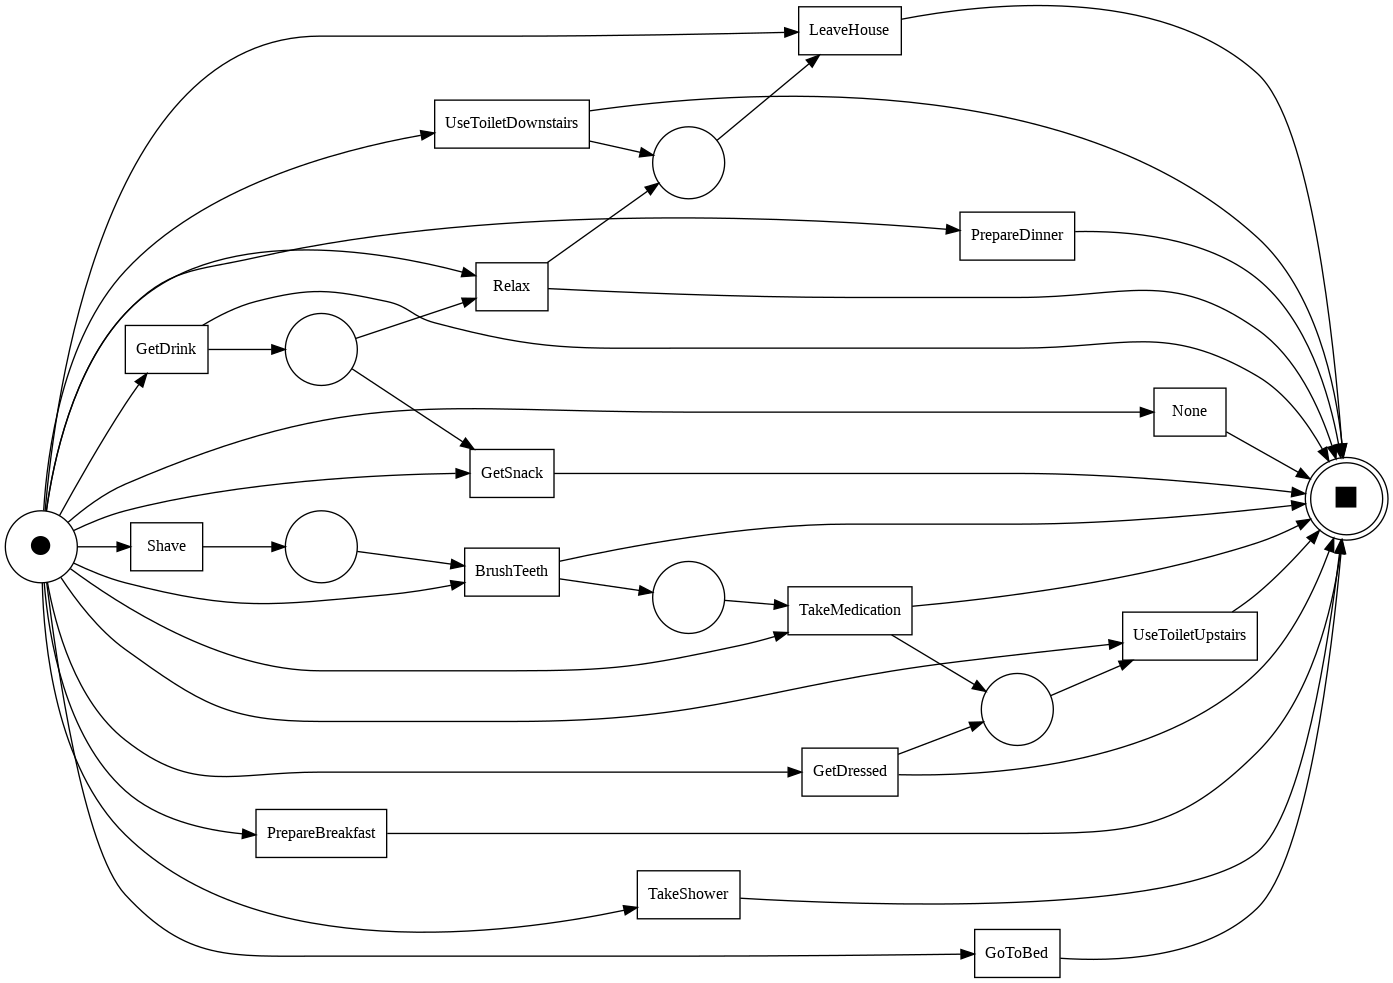 LeaveHouse
UseToiletDownstairs
PrepareDinner
Relax
GetDrink
None
GetSnack
Shave
BrushTeeth
TakeMedication
UseToiletUpstairs
GetDressed
PrepareBreakfast
TakeShower
GoToBed